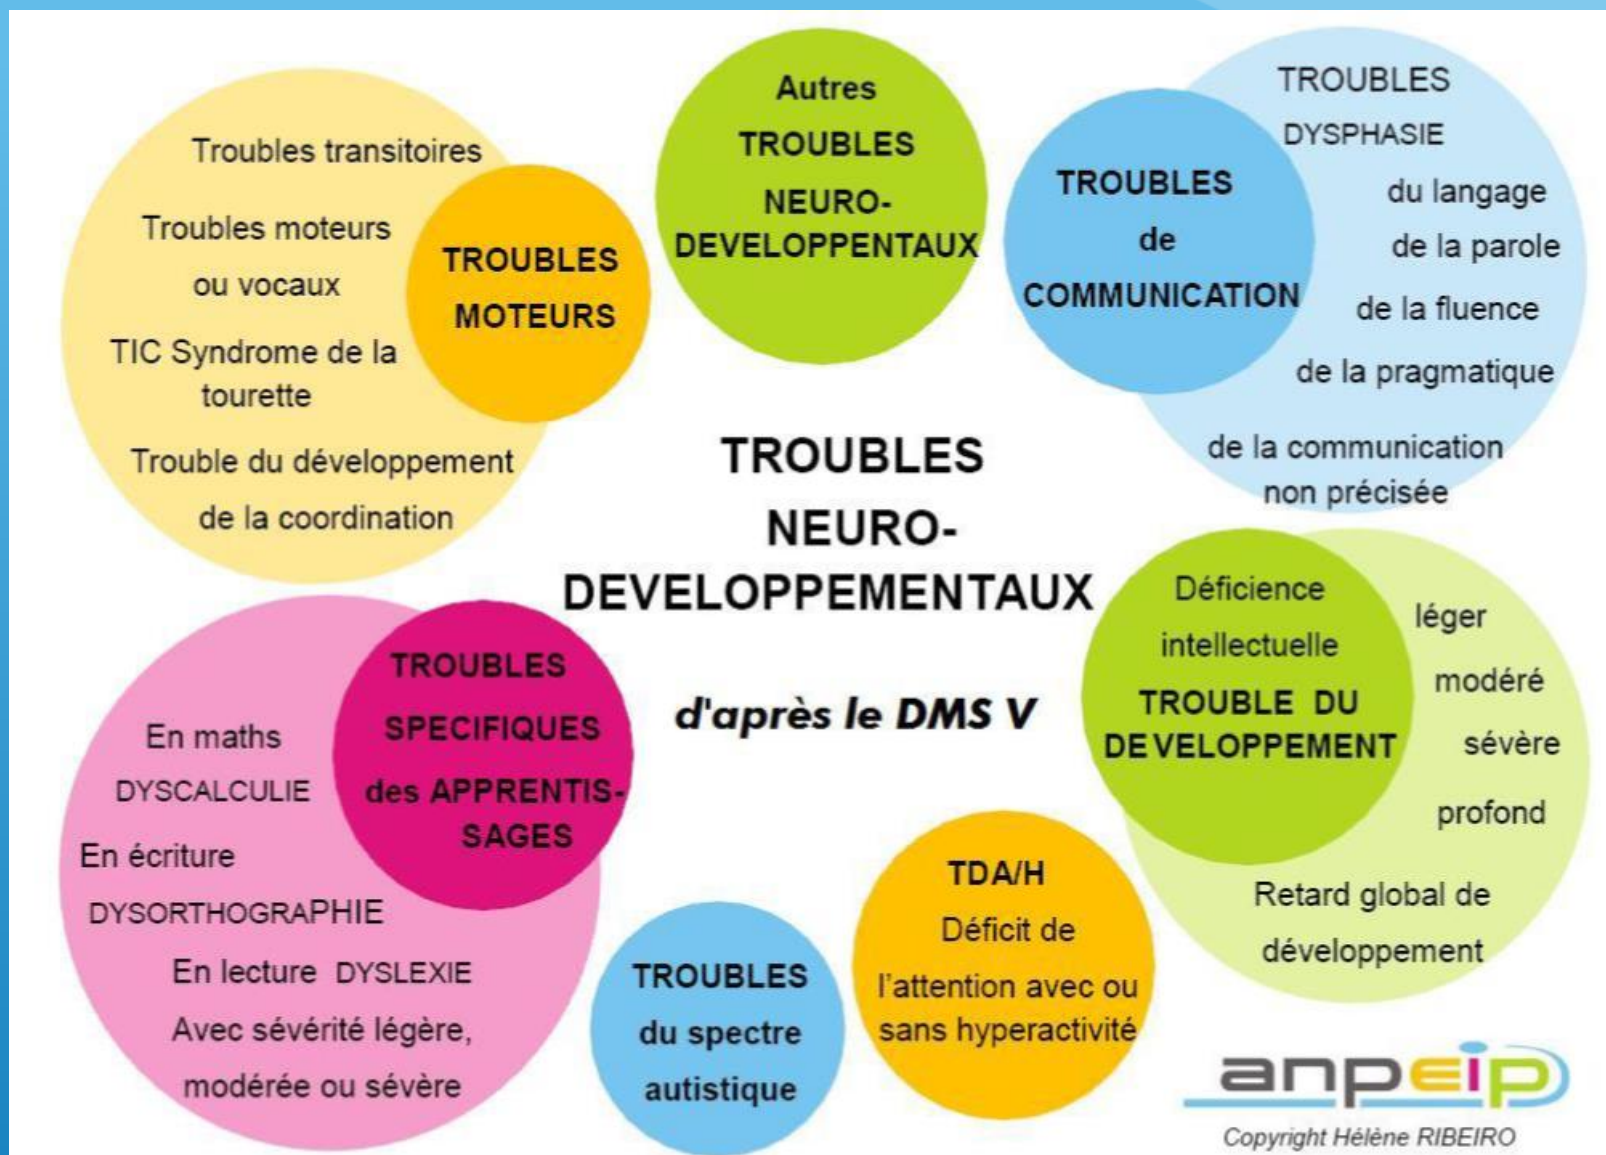 Troubles transitoires
Troubles moteurs
ou vocaux
TIC Syndrome de la
tourette
Trouble du développement
de la coordination
TROUBLES
MOTEURS
Autres
TROUBLES
NEURO-
DEVELOPPENTAUX
TROUBLES
de
COMMUNICATION
TROUBLES
DYSPHASIE
du langage
de la parole
de la fluence
de la pragmatique
de la communication
non précisée
TROUBLES
NEURO-
DEVELOPPEMENTAUX
d'après le DMS V
Déficience
intellectuelle
TROUBLE DU
DEVELOPPEMENT
léger
modéré
sévère
profond
Retard global de
développement
TROUBLES
SPECIFIQUES
des APPRENTIS-
SAGES
En maths
DYSCALCULIE
En écriture
DYSORTHOGRAPHIE
En lecture DYSLEXIE
Avec sévérité légère,
modérée ou sévère
TROUBLES
du spectre
autistique
TDA/H
Déficit de
l'attention avec ou
sans hyperactivité
anpeip
Copyright Hélène RIBEIRO